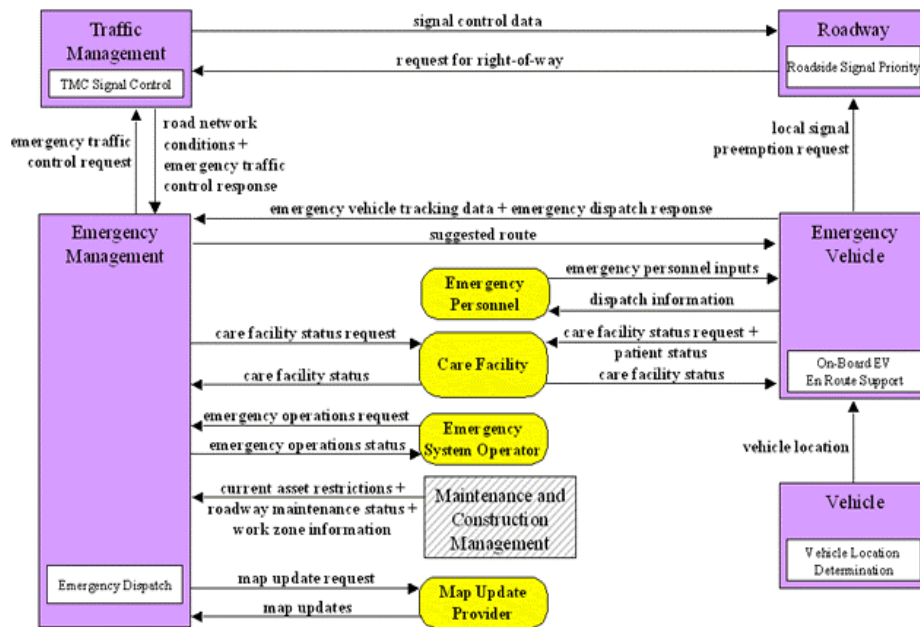 Traffic
Management
TMC Signal Control
signal control data
request for right-of-way
Roadway
Roadside Signal Priority
emergency traffic
control request
road network
conditions +
emergency traffic
control response
local signal
preemption request
Emergency
Management
emergency vehicle tracking data + emergency dispatch response
suggested route
Emergency
Vehicle
Emergency
Personnel
emergency personnel inputs
dispatch information
care facility status request
care facility status
Care Facility
care facility status request +
patient status
care facility status
On-Board EV
En Route Support
emergency operations request
emergency operations status
Emergency
System Operator
vehicle location
current asset restrictions +
roadway maintenance status +
work zone information
Maintenance and
Construction
Management
Vehicle
Vehicle Location
Determination
Emergency Dispatch
map update request
map updates
Map Update
Provider